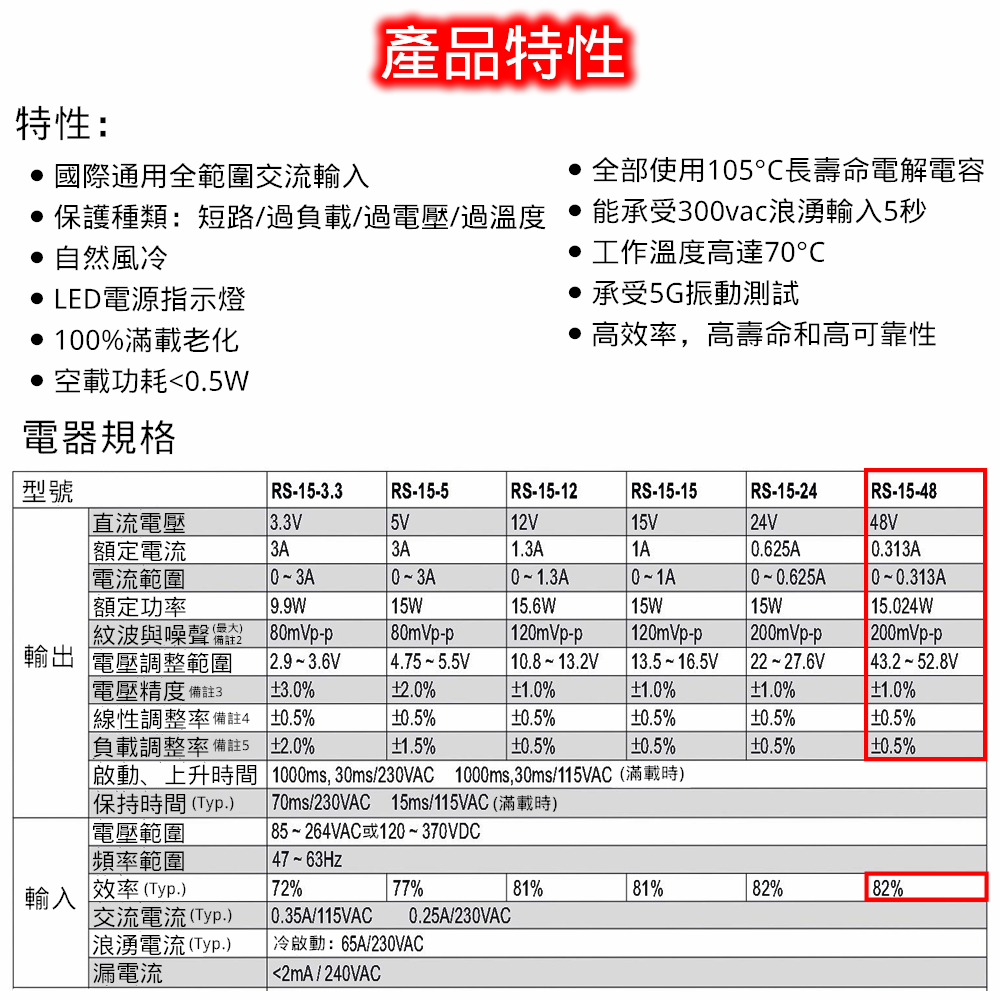 產品特性
特性：
● 國際通用全範圍交流輸入
● 保護種類：短路/過負載/過電壓/過溫度
● 自然風冷
● LED電源指示燈
● 100%滿載老化
● 空載功耗<0.5W
● 全部使用105°C長壽命電解電容
● 能承受300vac浪湧輸入5秒
● 工作溫度高達70°C
● 承受5G振動測試
● 高效率，高壽命和高可靠性
電器規格
型號 RS-15-3.3 RS-15-5 RS-15-12 RS-15-15 RS-15-24 RS-15-48
輸出
直流電壓 3.3V 5V 12V 15V 24V 48V
額定電流 3A 3A 1.3A 1A 0.625A 0.313A
電流範圍 0~3A 0~3A 0~1.3A 0~1A 0~0.625A 0~0.313A
額定功率 9.9W 15W 15.6W 15W 15W 15.024W
紋波與噪聲(最大)備註2 80mVp-p 80mVp-p 120mVp-p 120mVp-p 200mVp-p 200mVp-p
電壓調整範圍 2.9~3.6V 4.75~5.5V 10.8~13.2V 13.5~16.5V 22~27.6V 43.2~52.8V
電壓精度 備註3 ±3.0% ±2.0% ±1.0% ±1.0% ±1.0% ±1.0%
線性調整率 備註4 ±0.5% ±0.5% ±0.5% ±0.5% ±0.5% ±0.5%
負載調整率 備註5 ±2.0% ±1.5% ±0.5% ±0.5% ±0.5% ±0.5%
啟動、上升時間 1000ms, 30ms/230VAC 1000ms,30ms/115VAC (滿載時)
保持時間 (Typ.) 70ms/230VAC 15ms/115VAC (滿載時)
輸入
電壓範圍 85~264VAC或120~370VDC
頻率範圍 47~63Hz
效率 (Typ.) 72% 77% 81% 81% 82% 82%
交流電流 (Typ.) 0.35A/115VAC 0.25A/230VAC
浪湧電流 (Typ.) 冷啟動：65A/230VAC
漏電流 <2mA / 240VAC